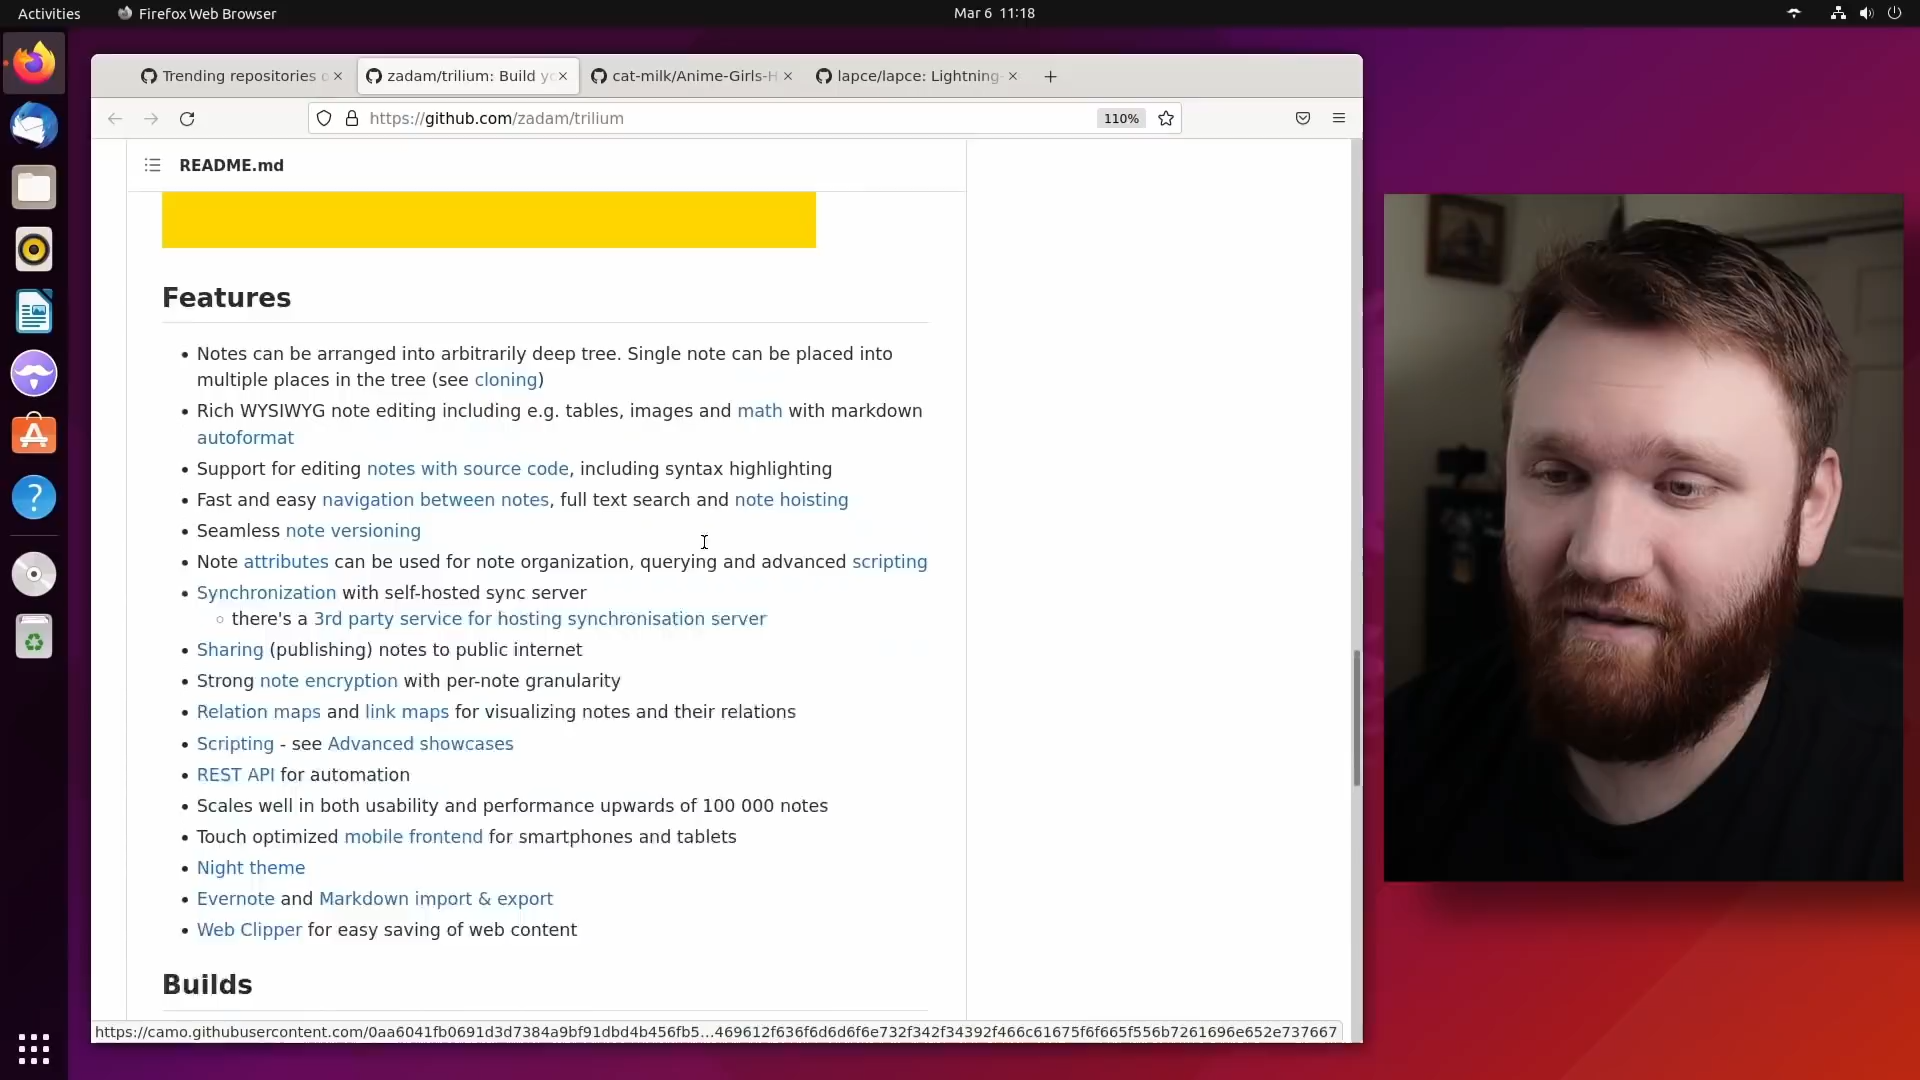 Activities
Firefox Web Browser
Mar 6 11:18
Trending repositories o
zadam/trilium: Build yo
cat-milk/Anime-Girls-H
lapce/lapce: Lightning-
https://github.com/zadam/trilium
110%
README.md
Features
Notes can be arranged into arbitrarily deep tree. Single note can be placed into
multiple places in the tree (see cloning)
Rich WYSIWYG note editing including e.g. tables, images and math with markdown
autoformat
Support for editing notes with source code, including syntax highlighting
Fast and easy navigation between notes, full text search and note hoisting
Seamless note versioning
Note attributes can be used for note organization, querying and advanced scripting
Synchronization with self-hosted sync server
there's a 3rd party service for hosting synchronisation server
Sharing (publishing) notes to public internet
Strong note encryption with per-note granularity
Relation maps and link maps for visualizing notes and their relations
Scripting - see Advanced showcases
REST API for automation
Scales well in both usability and performance upwards of 100 000 notes
Touch optimized mobile frontend for smartphones and tablets
Night theme
Evernote and Markdown import & export
Web Clipper for easy saving of web content
Builds
https://camo.githubusercontent.com/0aa6041fb0691d3d7384a9bf91dbd4b456fb5…469612f636f6d6d6f6e732f342f34392f466c61675f6f665f556b7261696e652e737667